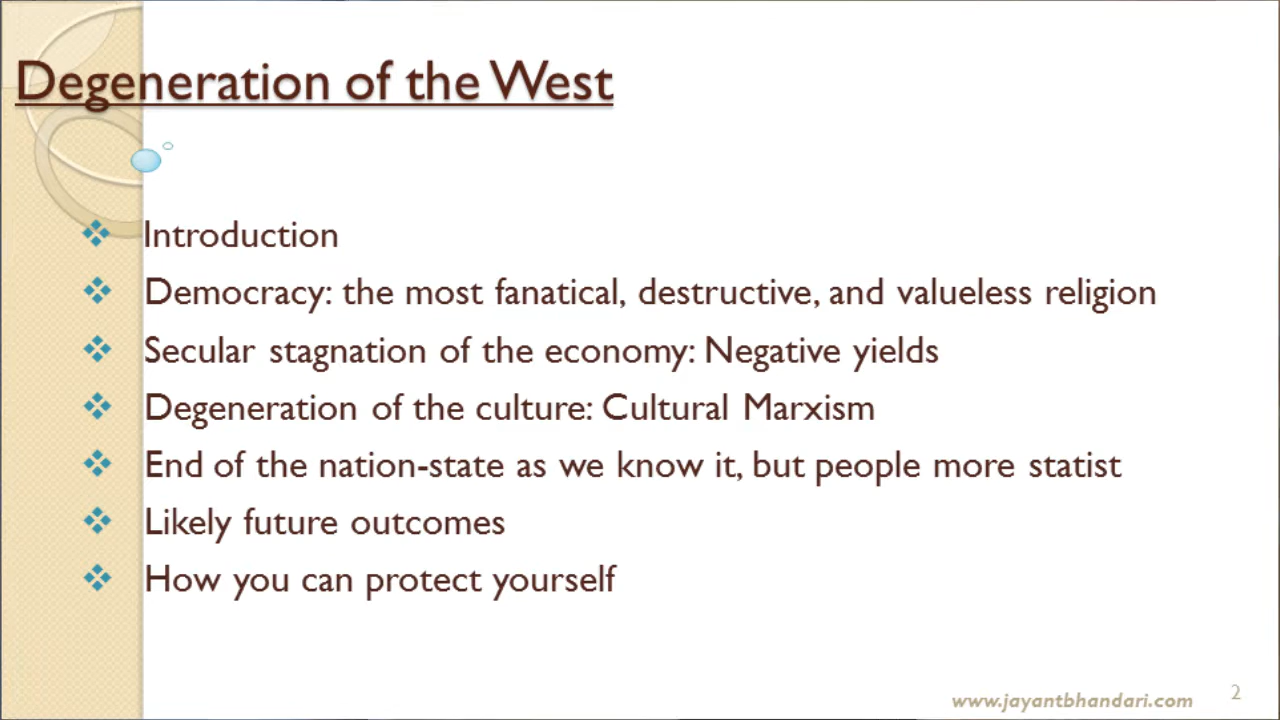 Degeneration of the West
Introduction
Democracy: the most fanatical, destructive, and valueless religion
Secular stagnation of the economy: Negative yields
Degeneration of the culture: Cultural Marxism
End of the nation-state as we know it, but people more statist
Likely future outcomes
How you can protect yourself
www.jayantbhandari.com
2